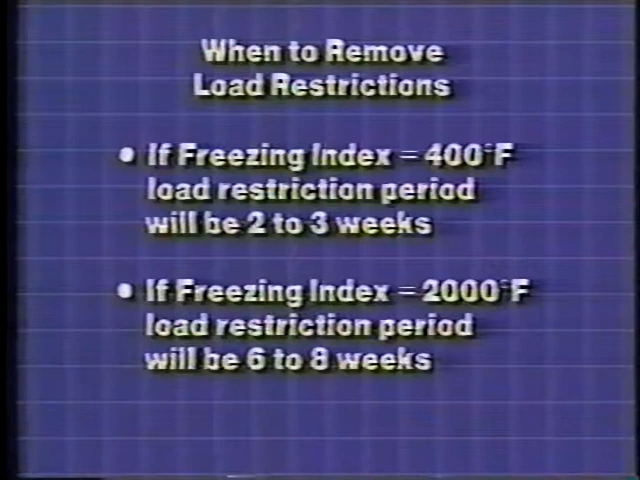 When to Remove
Load Restrictions
• If Freezing Index = 400°F
load restriction period
will be 2 to 3 weeks
• If Freezing Index = 2000°F
load restriction period
will be 6 to 8 weeks